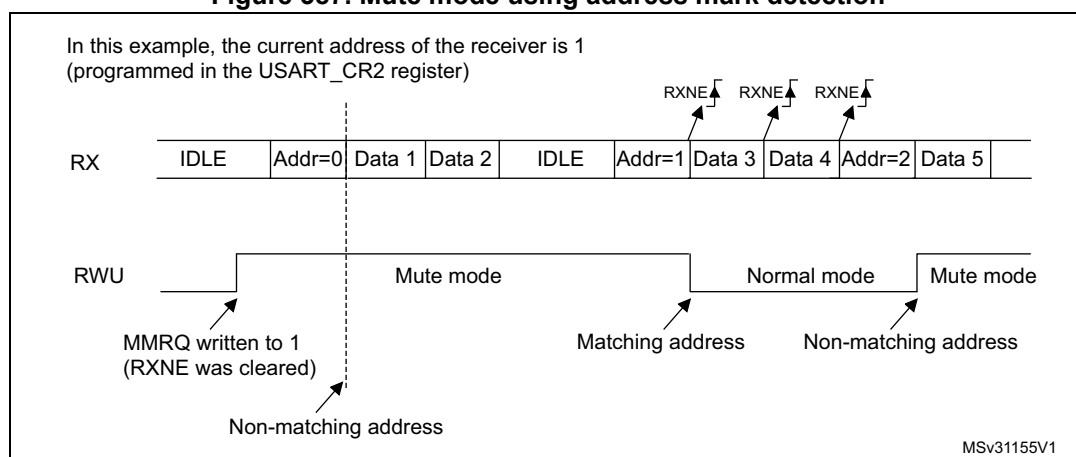 Figure 387. Mute mode using address mark detection
In this example, the current address of the receiver is 1
(programmed in the USART_CR2 register)
RXNE RXNE RXNE
RX IDLE Addr=0 Data 1 Data 2 IDLE Addr=1 Data 3 Data 4 Addr=2 Data 5
RWU Mute mode Normal mode Mute mode
MMRQ written to 1 Matching address Non-matching address
(RXNE was cleared)
Non-matching address
MSv31155V1